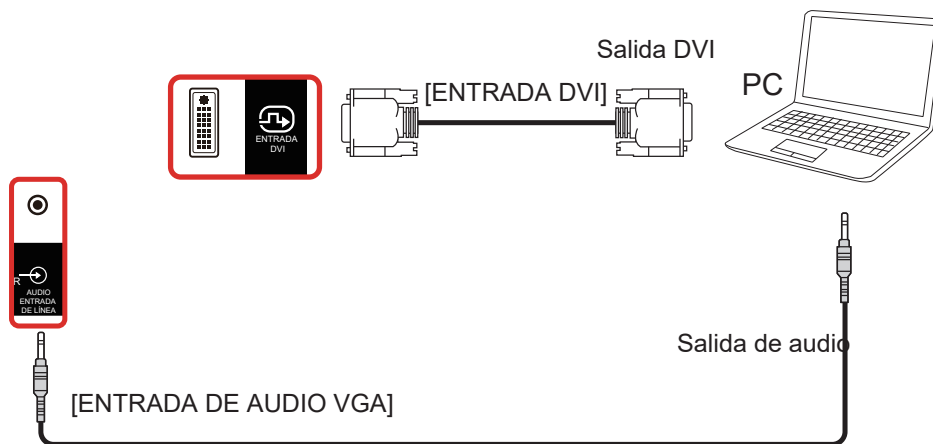 Salida DVI
PC
[ENTRADA DVI]
ENTRADA
DVI
R
AUDIO
ENTRADA
DE LÍNEA
Salida de audio
[ENTRADA DE AUDIO VGA]